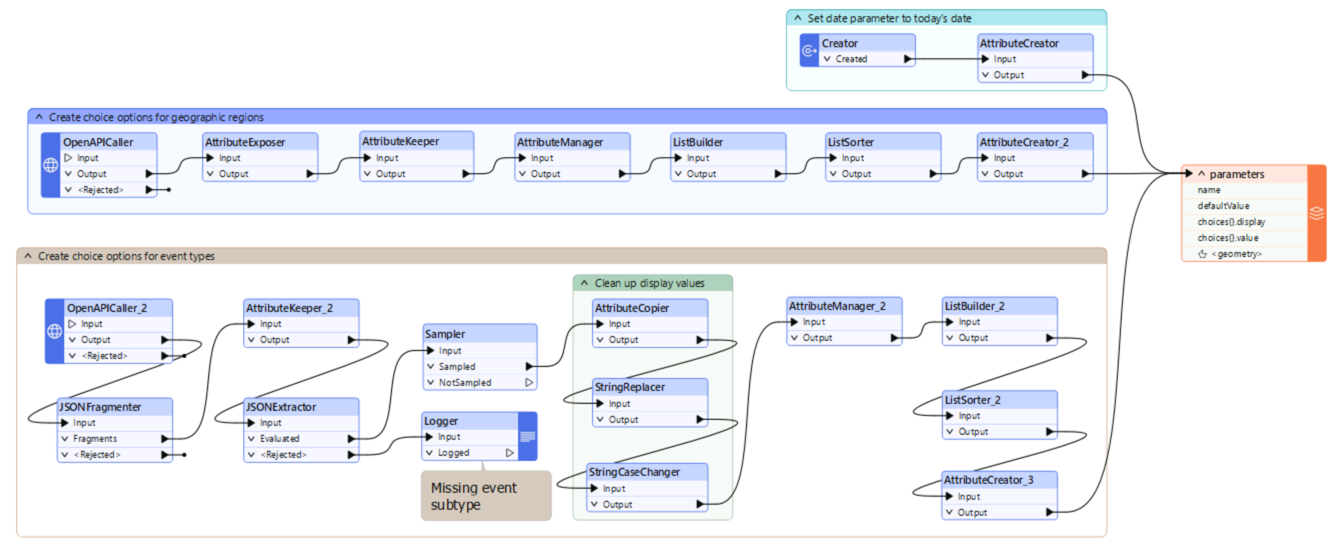 Set date parameter to today's date
Creator
Created
AttributeCreator
Input
Output
Create choice options for geographic regions
OpenAPICaller
Input
Output
<Rejected>
AttributeExposer
Input
Output
AttributeKeeper
Input
Output
AttributeManager
Input
Output
ListBuilder
Input
Output
ListSorter
Input
Output
AttributeCreator_2
Input
Output
parameters
name
defaultValue
choices{}.display
choices{}.value
<geometry>
Create choice options for event types
OpenAPICaller_2
Input
Output
<Rejected>
JSONFragmenter
Input
Fragments
<Rejected>
AttributeKeeper_2
Input
Output
JSONExtractor
Input
Evaluated
<Rejected>
Sampler
Input
Sampled
NotSampled
Logger
Input
Logged
Missing event
subtype
Clean up display values
AttributeCopier
Input
Output
StringReplacer
Input
Output
StringCaseChanger
Input
Output
AttributeManager_2
Input
Output
ListBuilder_2
Input
Output
ListSorter_2
Input
Output
AttributeCreator_3
Input
Output